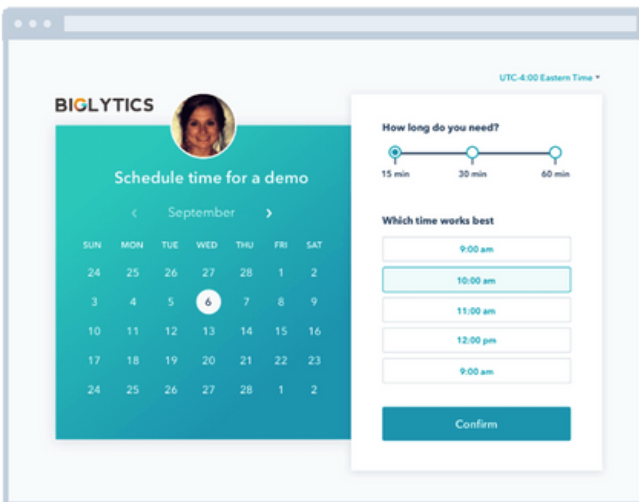 UTC-4:00 Eastern Time
BIGLYTICS
Schedule time for a demo
September
SUN MON TUE WED THU FRI SAT
24 25 26 27 28 1 2
3 4 5 6 7 8 9
10 11 12 13 14 15 16
17 18 19 20 21 22 23
24 25 26 27 28 1 2
How long do you need?
15 min 30 min 60 min
Which time works best
9:00 am
10:00 am
11:00 am
12:00 pm
9:00 am
Confirm